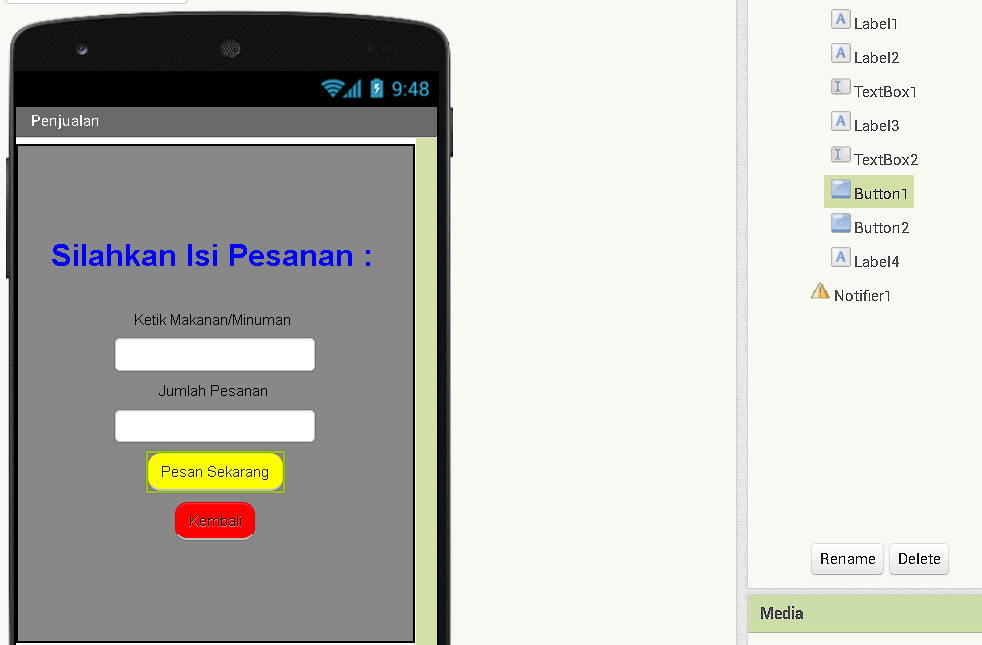 9:48
Penjualan
Silahkan Isi Pesanan :
Ketik Makanan/Minuman
Jumlah Pesanan
Pesan Sekarang
Kembali
A Label1
A Label2
I TextBox1
A Label3
I TextBox2
Button1
Button2
A Label4
Notifier1
Rename Delete
Media